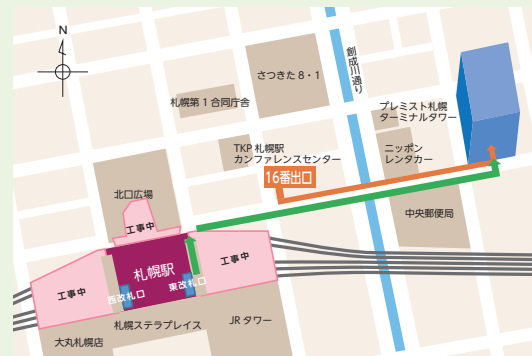 N
創成川通り
さつきた8・1
札幌第1合同庁舎
プレミスト札幌
ターミナルタワー
TKP 札幌駅
カンファレンスセンター
ニッポン
レンタカー
16番出口
北口広場
中央郵便局
工事中
札幌駅
工事中
工事中
西改札口
東改札口
札幌ステラプレイス
JRタワー
大丸札幌店